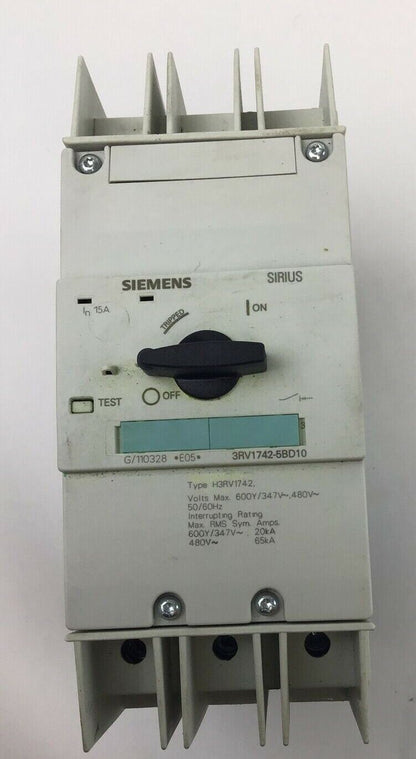 SIEMENS SIRIUS
In 15A TRIPPED ON
TEST OFF
G/110328 *E05* 3RV1742-5BD10
Type H3RV1742.
Volts Max. 600Y/347V~,480V~
50/60Hz
Interrupting Rating
Max. RMS Sym. Amps.
600Y/347V~ : 20kA
480V~ 65kA